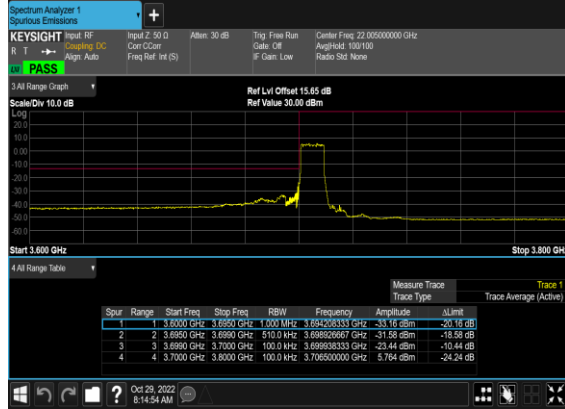 Spectrum Analyzer 1
Spurious Emissions
KEYSIGHT Input: RF Input Z: 50 Ω Atten: 30 dB Trig: Free Run Center Freq: 22.005000000 GHz
R T Coupling: DC Corr CCorr Gate: Off Avg|Hold: 100/100
Align: Auto Freq Ref: Int (S) IF Gain: Low Radio Std: None
PASS
3 All Range Graph
Ref Lvl Offset 15.65 dB
Scale/Div 10.0 dB Ref Value 30.00 dBm
Log
20.0
10.0
0.00
-10.0
-20.0
-30.0
-40.0
-50.0
-60.0
Start 3.600 GHz Stop 3.800 GH
4 All Range Table
Measure Trace Trace 1
Trace Type Trace Average (Active)
Spur Range Start Freq Stop Freq RBW Frequency Amplitude ΔLimit
1 1 3.6000 GHz 3.6950 GHz 1.000 MHz 3.694208333 GHz -33.16 dBm -20.16 dB
2 2 3.6950 GHz 3.6990 GHz 510.0 kHz 3.698926667 GHz -31.58 dBm -18.58 dB
3 3 3.6990 GHz 3.7000 GHz 100.0 kHz 3.699938333 GHz -23.44 dBm -10.44 dB
4 4 3.7000 GHz 3.8000 GHz 100.0 kHz 3.706500000 GHz 5.764 dBm -24.24 dB
? Oct 29, 2022
8:14:54 AM